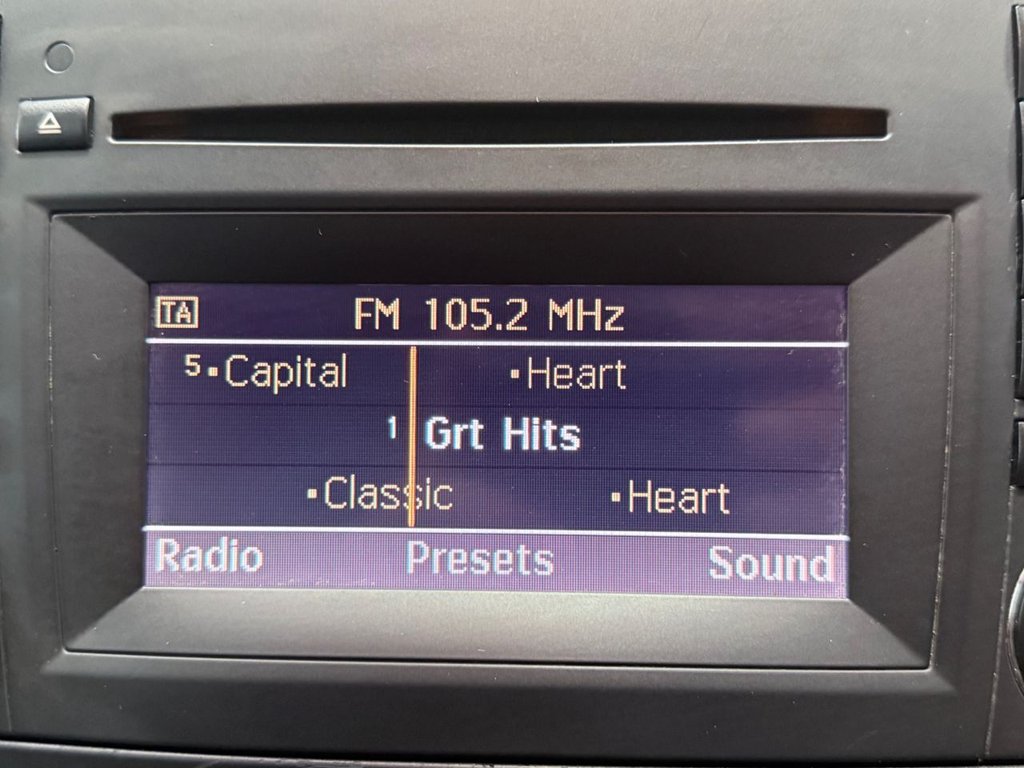 TA FM 105.2 MHz
5 Capital Heart
1 Grt Hits
Classic Heart
Radio Presets Sound